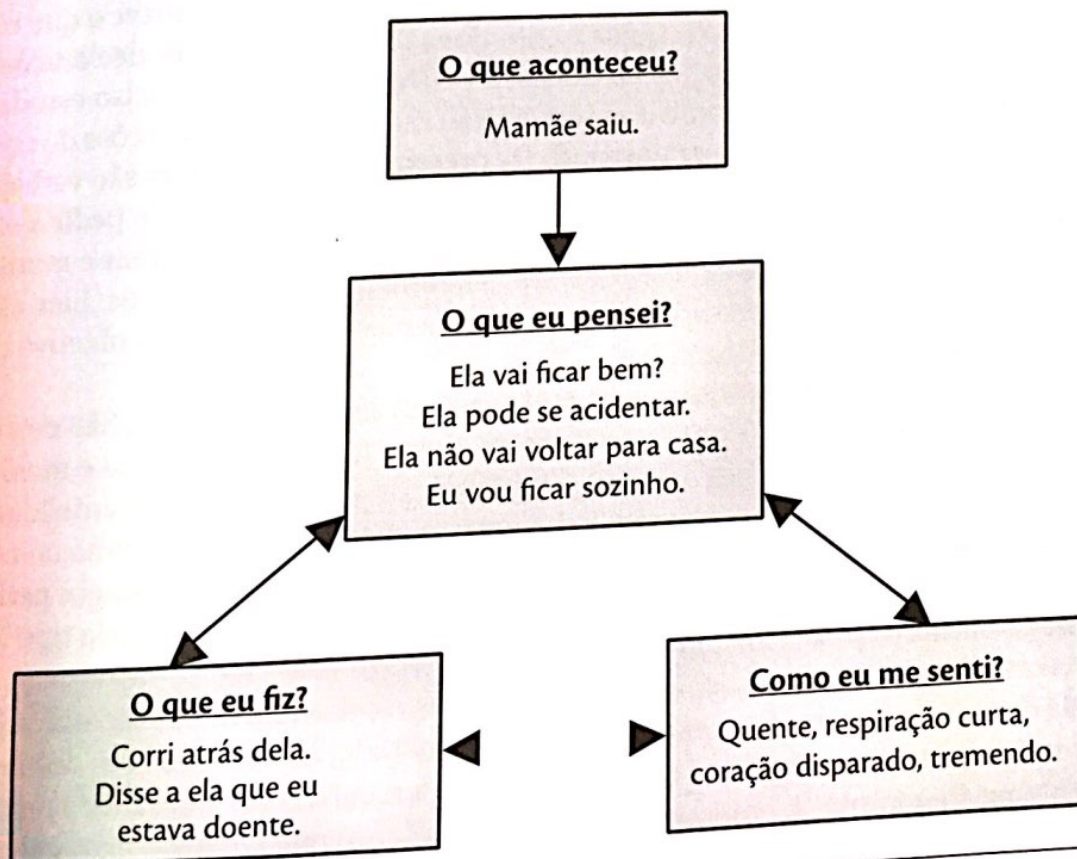 O que aconteceu?
Mamãe saiu.
O que eu pensei?
Ela vai ficar bem?
Ela pode se acidentar.
Ela não vai voltar para casa.
Eu vou ficar sozinho.
O que eu fiz?
Corri atrás dela.
Disse a ela que eu
estava doente.
Como eu me senti?
Quente, respiração curta,
coração disparado, tremendo.